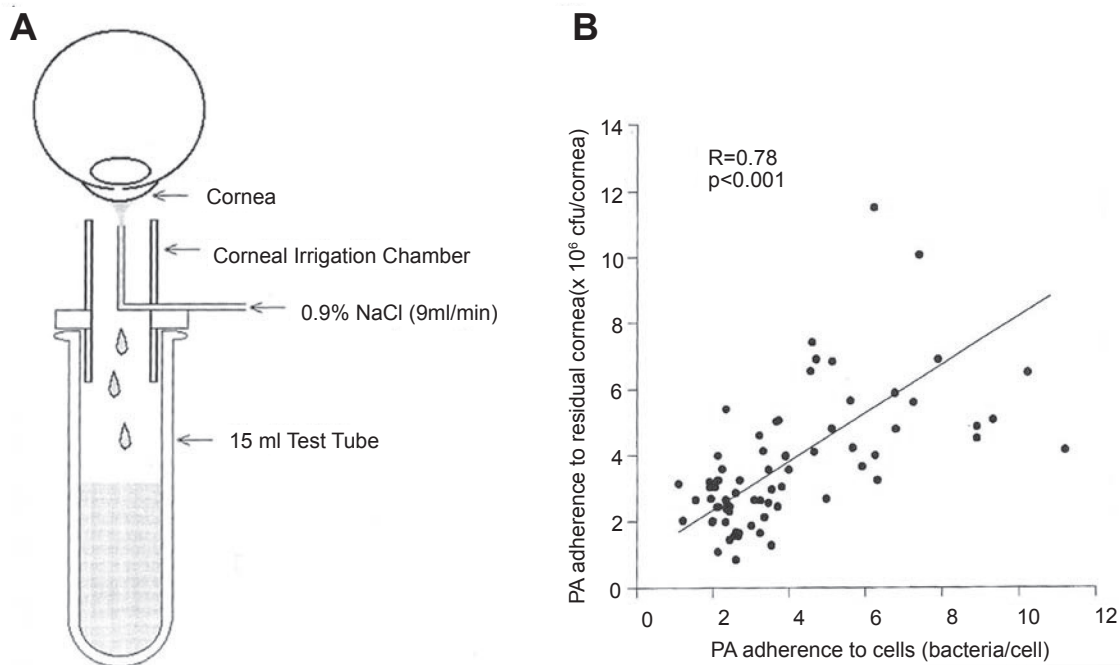 A
Cornea
Corneal Irrigation Chamber
0.9% NaCl (9ml/min)
15 ml Test Tube
B
PA adherence to residual cornea(x 10⁶ cfu/cornea)
14
12
10
8
6
4
2
0
R=0.78
p<0.001
0 2 4 6 8 10 12
PA adherence to cells (bacteria/cell)